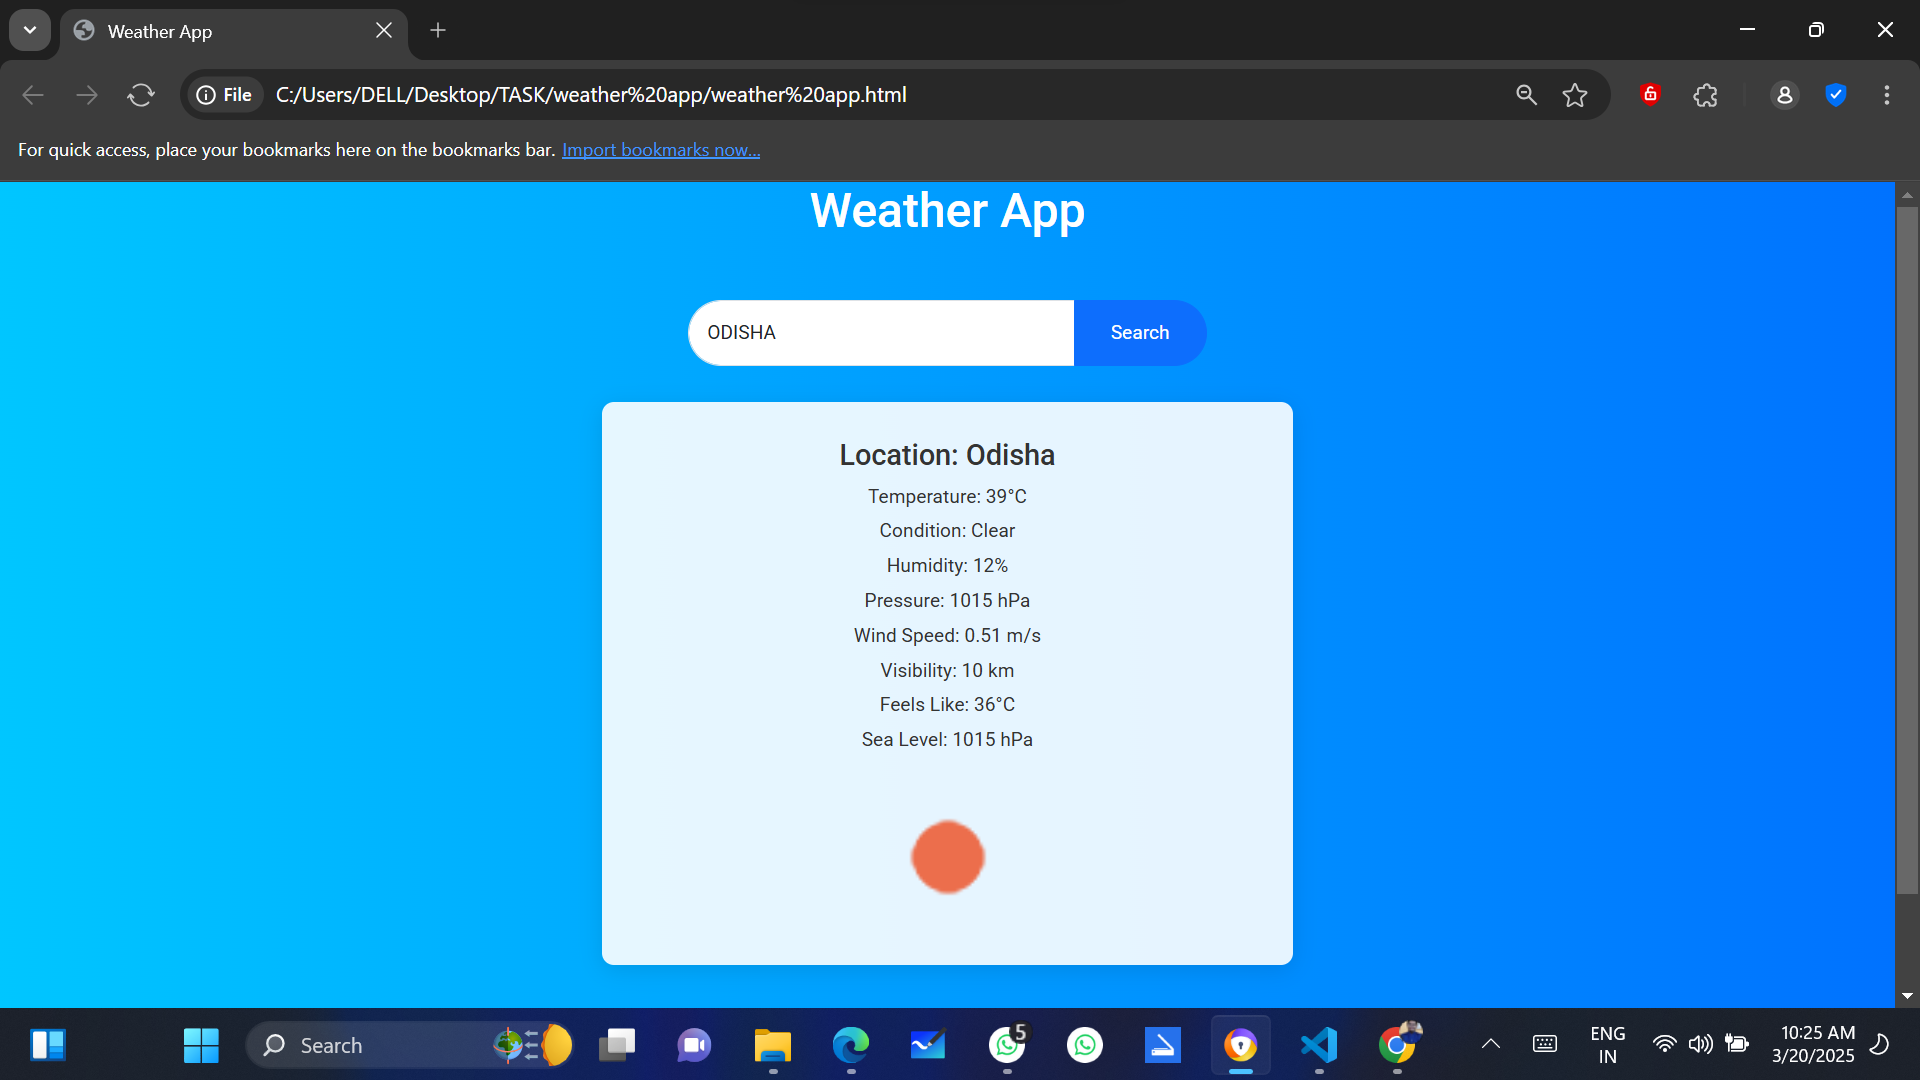 Weather App
File C:/Users/DELL/Desktop/TASK/weather%20app/weather%20app.html
For quick access, place your bookmarks here on the bookmarks bar. Import bookmarks now...
Weather App
ODISHA Search
Location: Odisha
Temperature: 39°C
Condition: Clear
Humidity: 12%
Pressure: 1015 hPa
Wind Speed: 0.51 m/s
Visibility: 10 km
Feels Like: 36°C
Sea Level: 1015 hPa
Search
5
ENG
IN
10:25 AM
3/20/2025